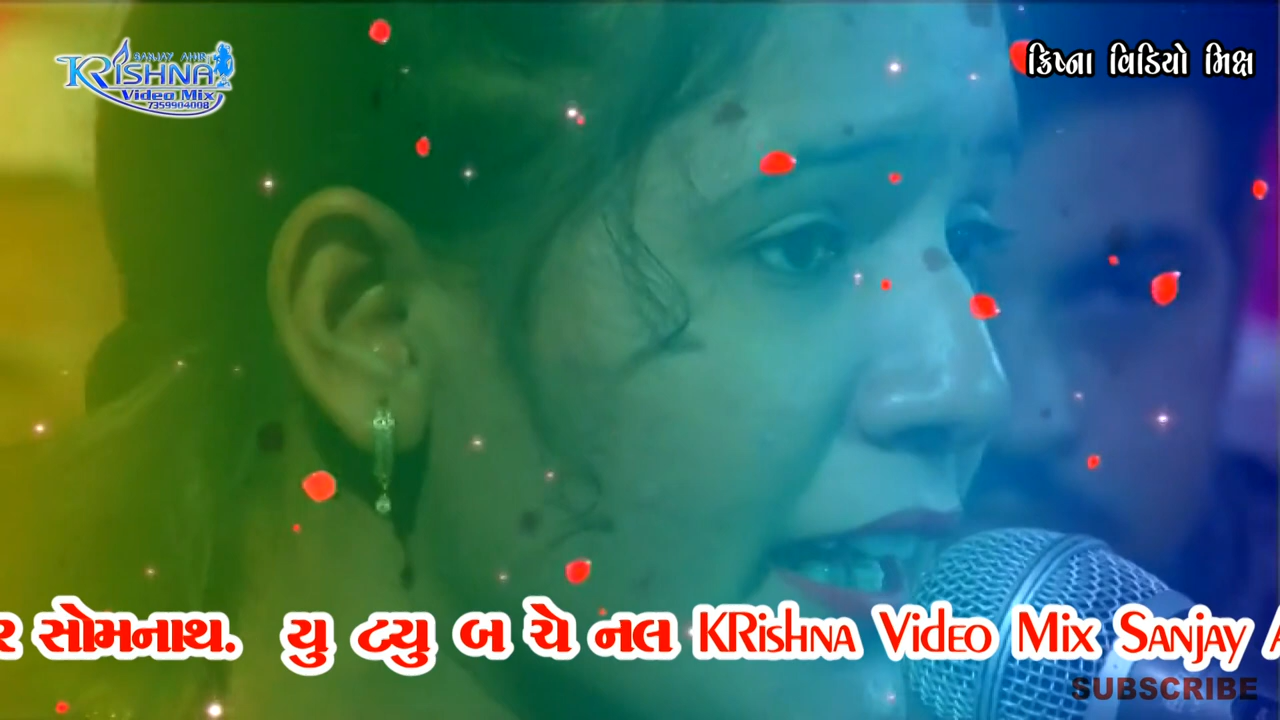 SANJAY AHIR
KRISHNA
Video Mix
7359904008
ક્રિષ્ના વિડિયો મિક્ષ
ર સોમનાથ. યુ ટ્યુ બ ચે નલ KRishna Video Mix Sanjay A
SUBSCRIBE